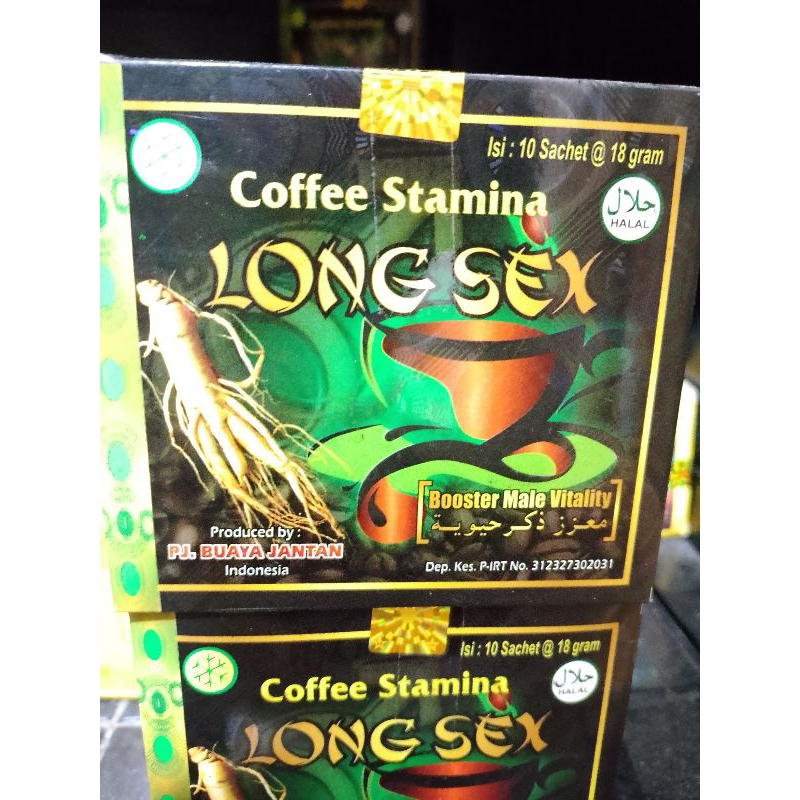 Isi : 10 Sachet @ 18 gram
Coffee Stamina
حلال
HALAL
LONG SEX
Booster Male Vitality
معزز ذكر حيوية
Produced by :
PJ. BUAYA JANTAN
Indonesia
Dep. Kes. P-IRT No. 312327302031
Isi : 10 Sachet @ 18 gram
Coffee Stamina
حلال
HALAL
LONG SEX